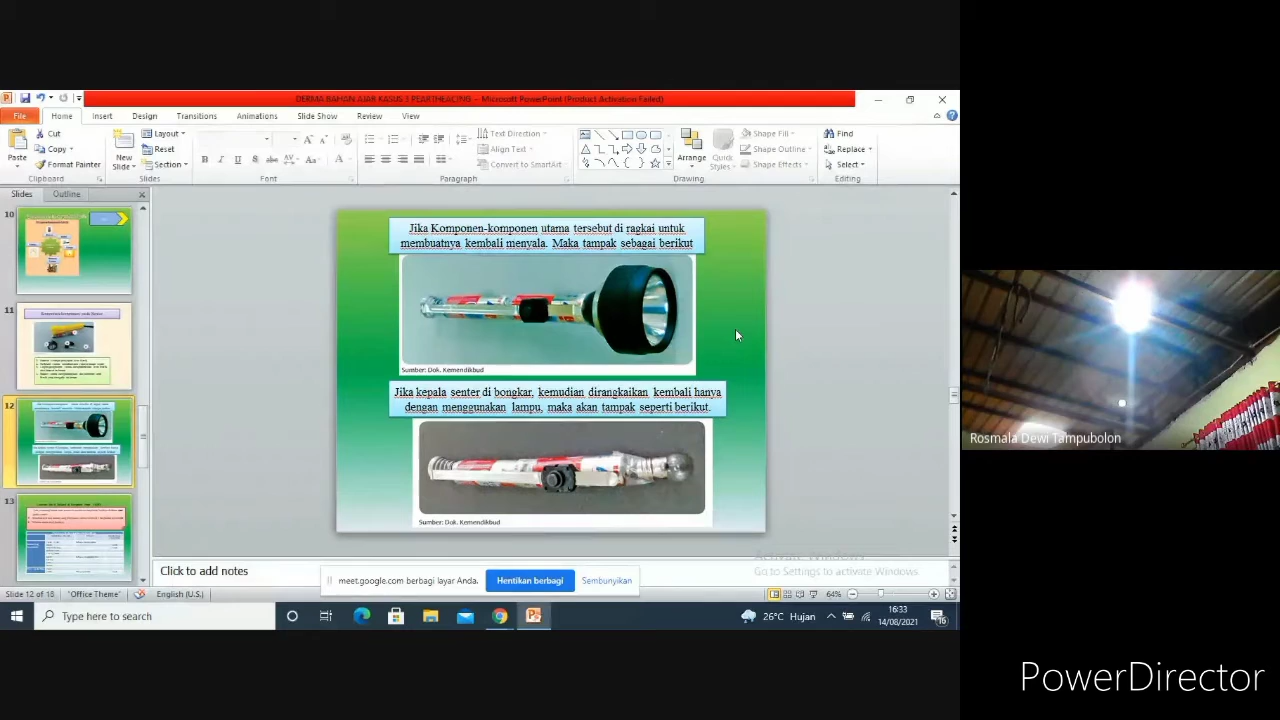 DERMA BAHAN AJAR KASUS 3 PEARTHEACING - Microsoft PowerPoint (Product Activation Failed)
File Home Insert Design Transitions Animations Slide Show Review View
Paste
Cut
Copy
Format Painter
Clipboard
New
Slide
Layout
Reset
Section
Slides
Font
Text Direction
Align Text
Convert to SmartArt
Paragraph
Arrange
Quick
Styles
Shape Fill
Shape Outline
Shape Effects
Drawing
Find
Replace
Select
Editing
Slides Outline
10
11
12
13
Jika Komponen-komponen utama tersebut di ragkai untuk
membuatnya kembali menyala. Maka tampak sebagai berikut
Sumber: Dok. Kemendikbud
Jika kepala senter di bongkar, kemudian dirangkaikan kembali hanya
dengan menggunakan lampu, maka akan tampak seperti berikut.
Sumber: Dok. Kemendikbud
Rosmala Dewi Tampubolon
Activate Windows
Go to Settings to activate Windows.
Click to add notes
meet.google.com berbagi layar Anda.
Hentikan berbagi
Sembunyikan
Slide 12 of 18
"Office Theme"
English (U.S.)
64%
Type here to search
26°C Hujan
16:33
14/08/2021
PowerDirector